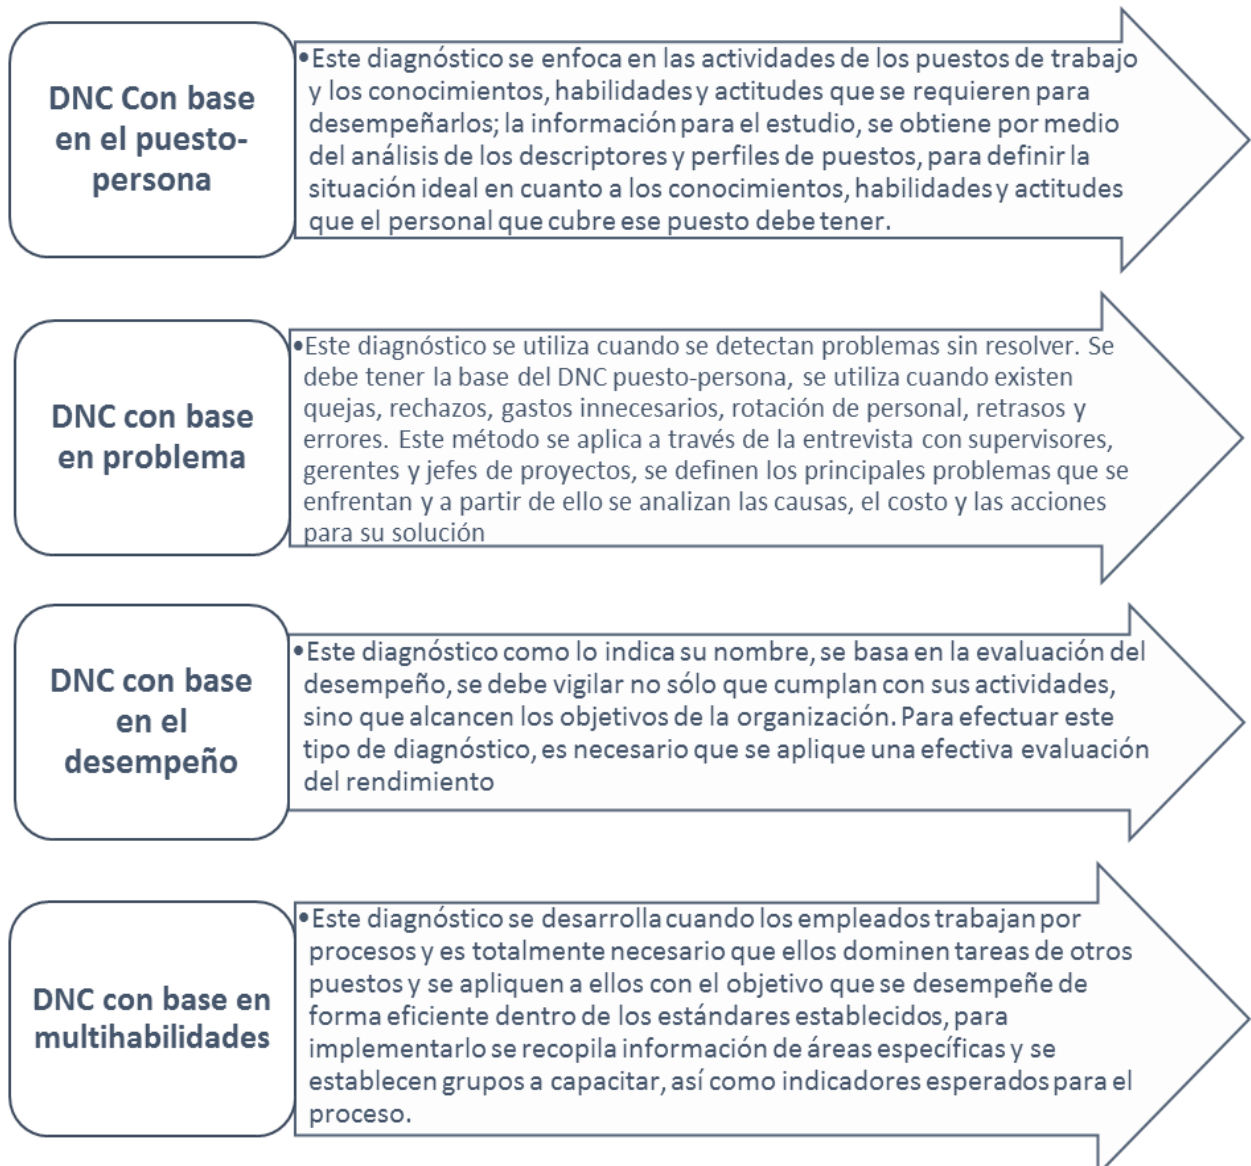 DNC Con base
en el puesto-
persona
•Este diagnóstico se enfoca en las actividades de los puestos de trabajo
y los conocimientos, habilidades y actitudes que se requieren para
desempeñarlos; la información para el estudio, se obtiene por medio
del análisis de los descriptores y perfiles de puestos, para definir la
situación ideal en cuanto a los conocimientos, habilidades y actitudes
que el personal que cubre ese puesto debe tener.
DNC con base
en problema
•Este diagnóstico se utiliza cuando se detectan problemas sin resolver. Se
debe tener la base del DNC puesto-persona, se utiliza cuando existen
quejas, rechazos, gastos innecesarios, rotación de personal, retrasos y
errores. Este método se aplica a través de la entrevista con supervisores,
gerentes y jefes de proyectos, se definen los principales problemas que se
enfrentan y a partir de ello se analizan las causas, el costo y las acciones
para su solución
DNC con base
en el
desempeño
•Este diagnóstico como lo indica su nombre, se basa en la evaluación del
desempeño, se debe vigilar no sólo que cumplan con sus actividades,
sino que alcancen los objetivos de la organización. Para efectuar este
tipo de diagnóstico, es necesario que se aplique una efectiva evaluación
del rendimiento
DNC con base en
multihabilidades
•Este diagnóstico se desarrolla cuando los empleados trabajan por
procesos y es totalmente necesario que ellos dominen tareas de otros
puestos y se apliquen a ellos con el objetivo que se desempeñe de
forma eficiente dentro de los estándares establecidos, para
implementarlo se recopila información de áreas específicas y se
establecen grupos a capacitar, así como indicadores esperados para el
proceso.